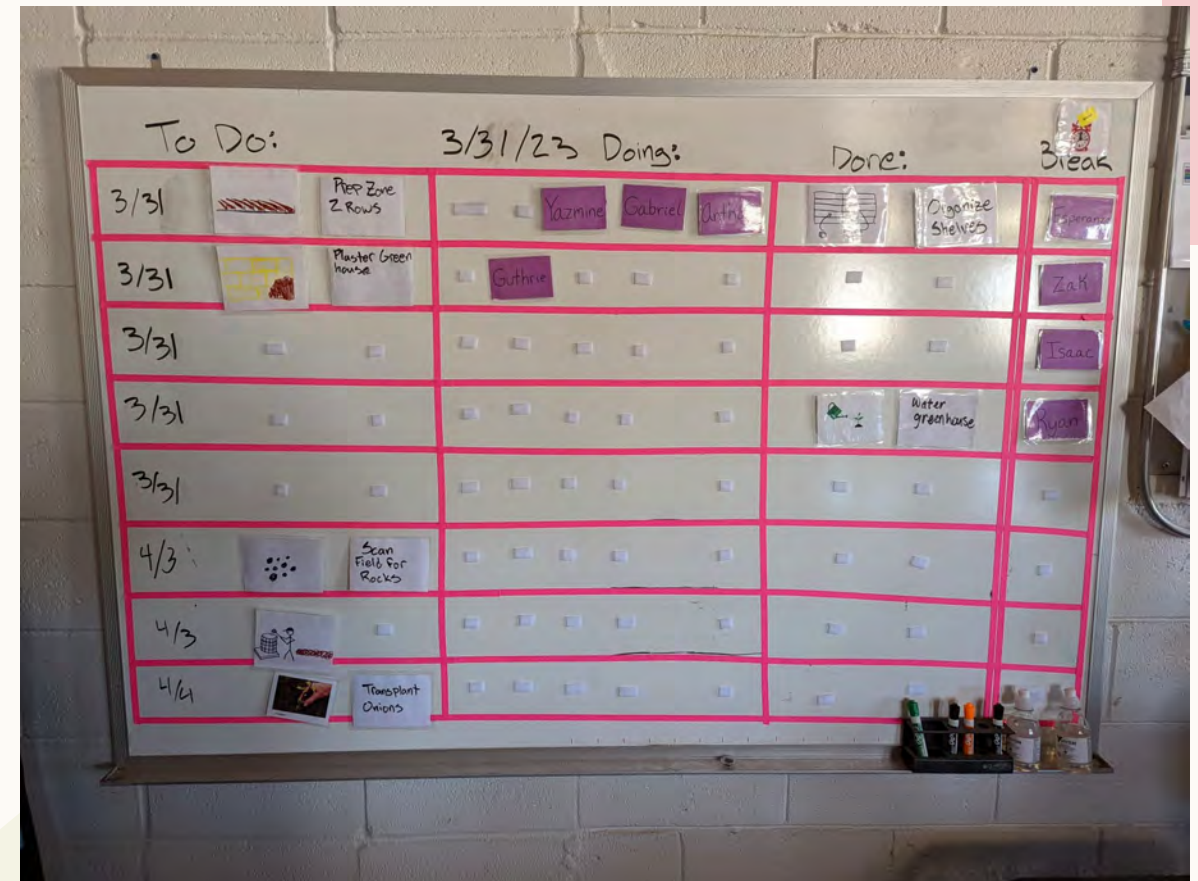 To Do:
3/31/23 Doing:
Done:
Break
3/31
Prep Zone
2 Rows
Yazmine
Gabriel
Organize
Shelves
3/31
Plaster Green
house
Guthrie
Zak
3/31
Isaac
3/31
Water
greenhouse
Ryan
3/31
4/3
Scan
Field for
Rocks
4/3
4/4
Transplant
Onions